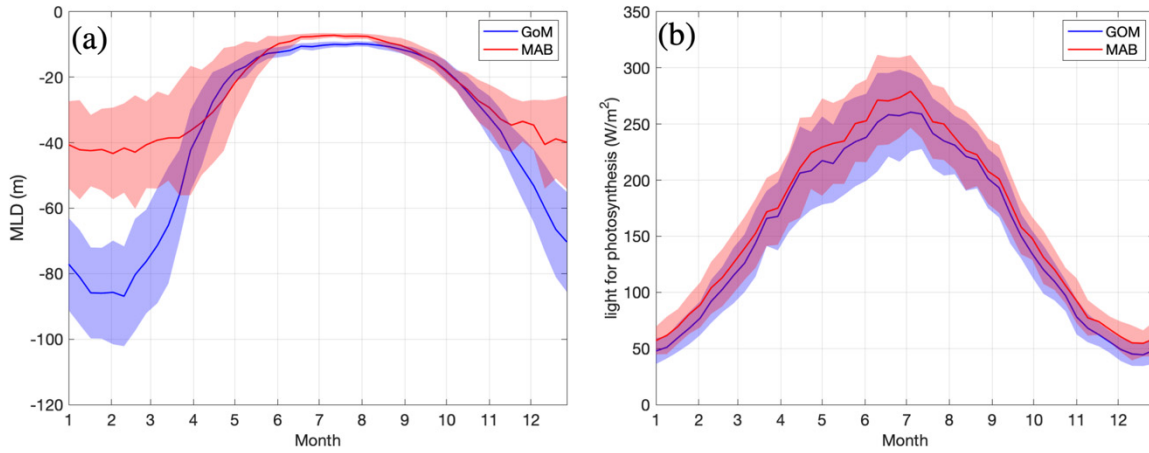 (a)
GoM
MAB
MLD (m)
0
-20
-40
-60
-80
-100
-120
1 2 3 4 5 6 7 8 9 10 11 12
Month
(b)
GOM
MAB
light for photosynthesis (W/m²)
350
300
250
200
150
100
50
0
1 2 3 4 5 6 7 8 9 10 11 12
Month